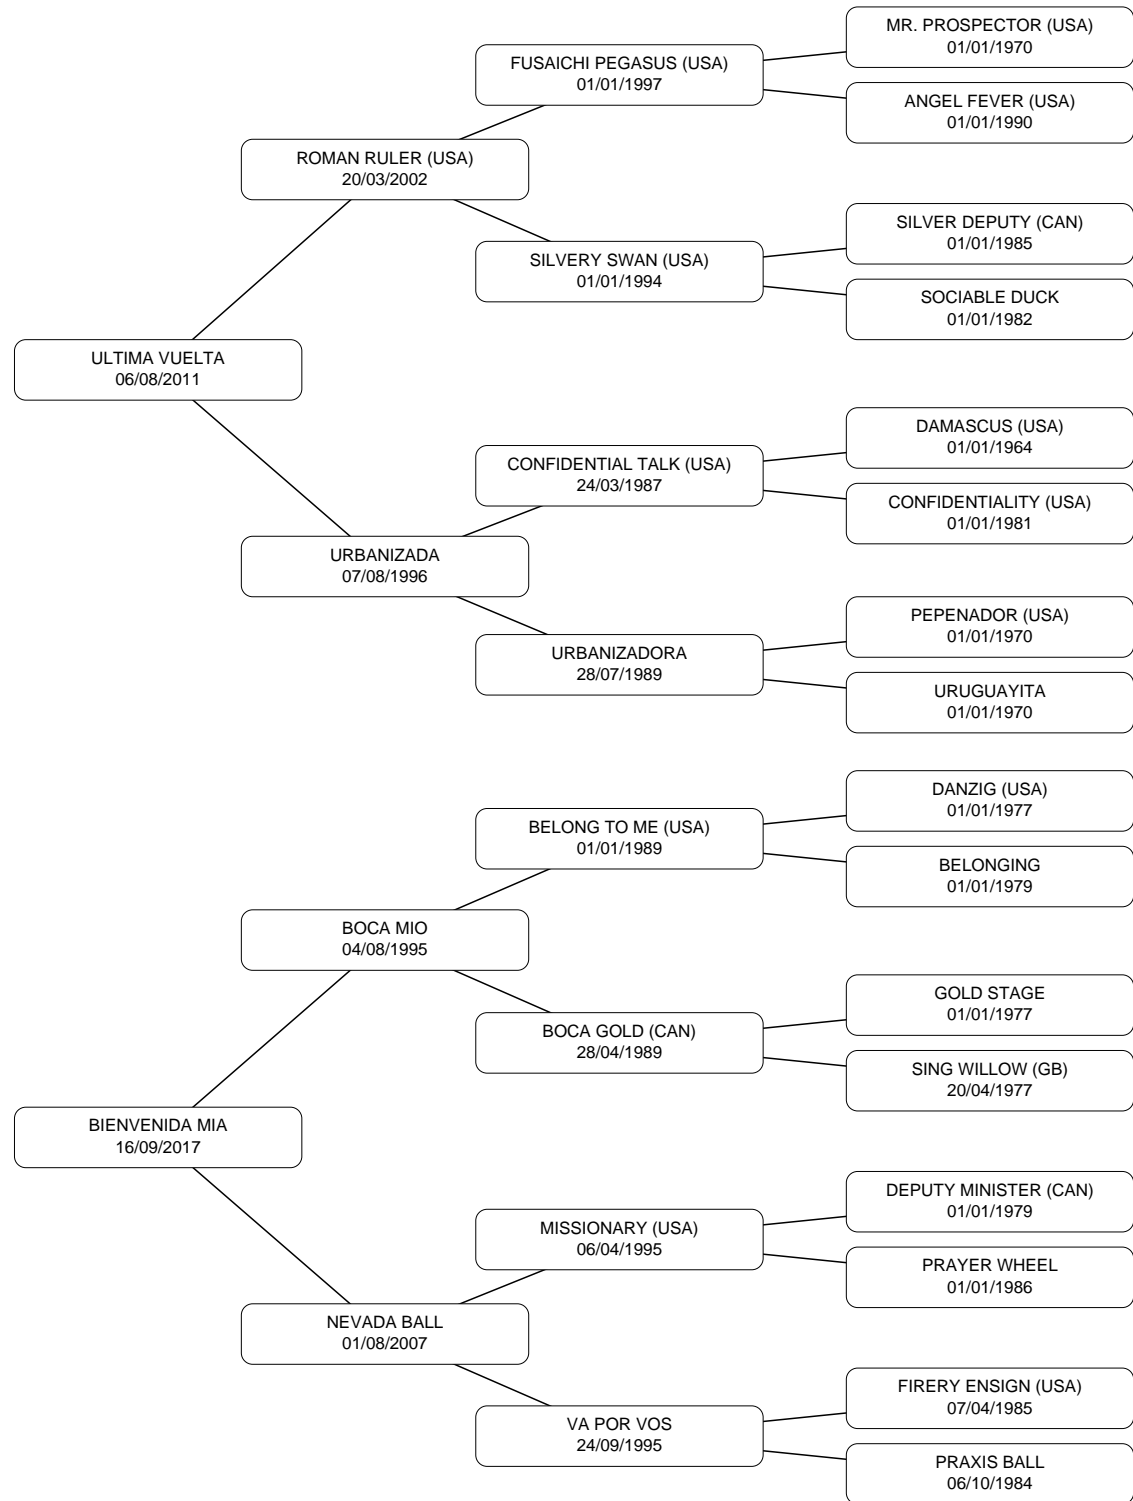 MR. PROSPECTOR (USA)
01/01/1970
FUSAICHI PEGASUS (USA)
01/01/1997
ANGEL FEVER (USA)
01/01/1990
ROMAN RULER (USA)
20/03/2002
SILVER DEPUTY (CAN)
01/01/1985
SILVERY SWAN (USA)
01/01/1994
SOCIABLE DUCK
01/01/1982
ULTIMA VUELTA
06/08/2011
DAMASCUS (USA)
01/01/1964
CONFIDENTIAL TALK (USA)
24/03/1987
CONFIDENTIALITY (USA)
01/01/1981
URBANIZADA
07/08/1996
PEPENADOR (USA)
01/01/1970
URBANIZADORA
28/07/1989
URUGUAYITA
01/01/1970
DANZIG (USA)
01/01/1977
BELONG TO ME (USA)
01/01/1989
BELONGING
01/01/1979
BOCA MIO
04/08/1995
GOLD STAGE
01/01/1977
BOCA GOLD (CAN)
28/04/1989
SING WILLOW (GB)
20/04/1977
BIENVENIDA MIA
16/09/2017
DEPUTY MINISTER (CAN)
01/01/1979
MISSIONARY (USA)
06/04/1995
PRAYER WHEEL
01/01/1986
NEVADA BALL
01/08/2007
FIRERY ENSIGN (USA)
07/04/1985
VA POR VOS
24/09/1995
PRAXIS BALL
06/10/1984